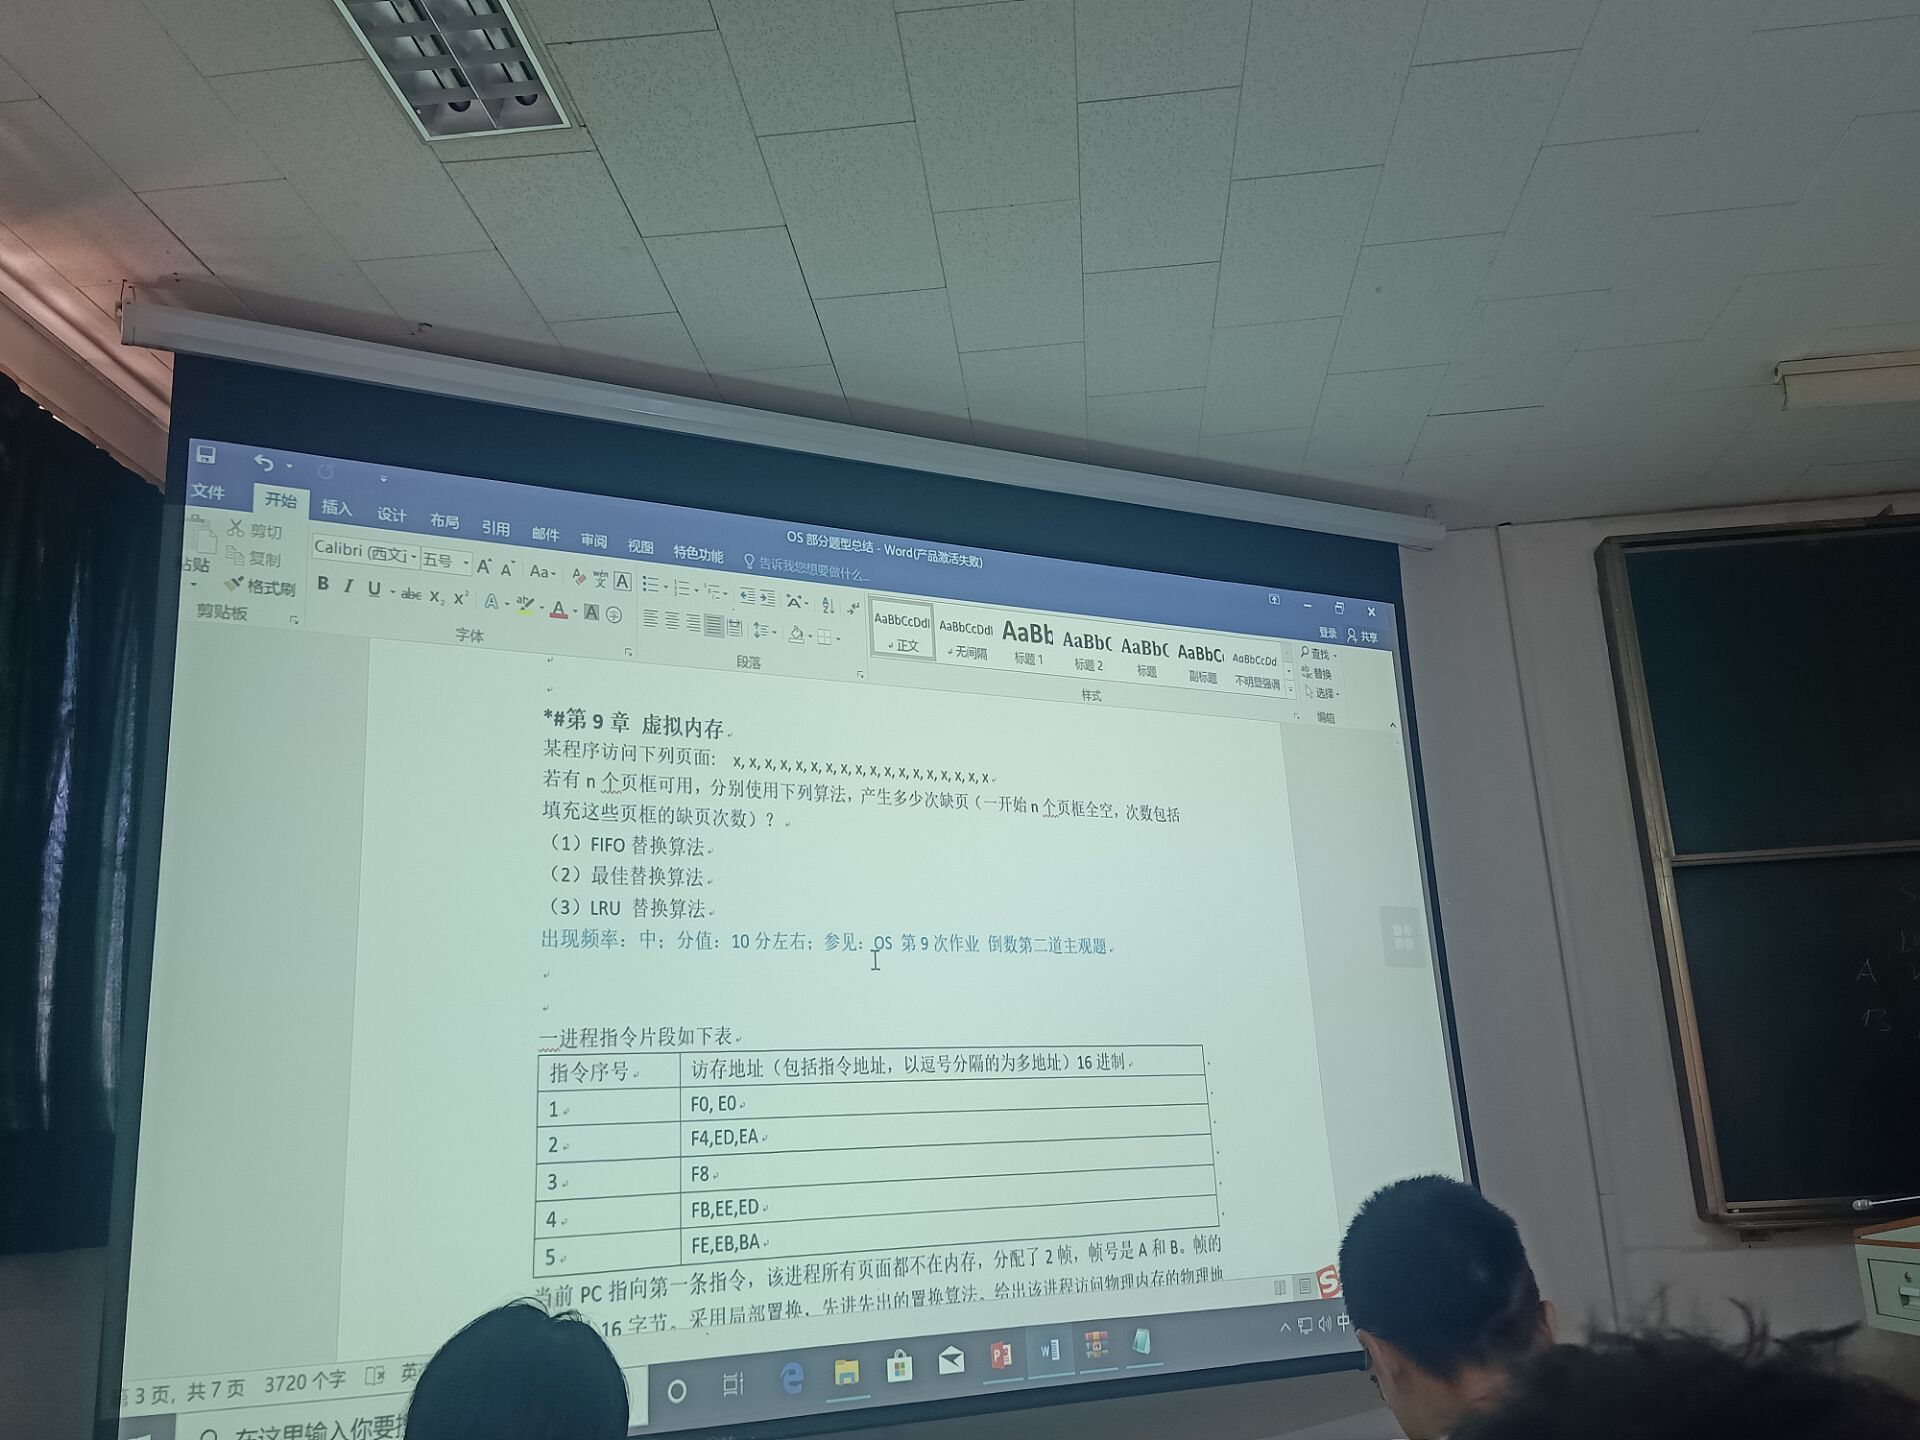 文件
开始
插入
设计
布局
引用
邮件
审阅
视图
特色功能
告诉我您想要做什么...
OS 部分题型总结 - Word(产品激活失败)
登录
共享
剪切
复制
格式刷
剪贴板
Calibri (西文正
五号
字体
段落
AaBbCcDdI
AaBbCcDdI
AaBb
AaBbC
AaBbC
AaBbC
AaBbCcDd.
正文
无间隔
标题 1
标题 2
标题
副标题
不明显强调
样式
查找
替换
选择
编辑
*#第 9 章 虚拟内存
某程序访问下列页面: x, x, x, x, x, x, x, x, x, x, x, x, x, x, x, x, x, x
若有 n 个页框可用，分别使用下列算法，产生多少次缺页（一开始 n 个页框全空，次数包括
填充这些页框的缺页次数）？
（1）FIFO 替换算法
（2）最佳替换算法
（3）LRU 替换算法
出现频率：中；分值：10 分左右；参见：OS 第 9 次作业 倒数第二道主观题
一进程指令片段如下表
指令序号 访存地址（包括指令地址，以逗号分隔的为多地址）16 进制
1 F0, E0
2 F4,ED,EA
3 F8
4 FB,EE,ED
5 FE,EB,BA
当前 PC 指向第一条指令，该进程所有页面都不在内存，分配了 2 帧，帧号是 A 和 B。帧的
16 字节。采用局部置换，先进先出的置换算法。给出该进程访问物理内存的物理地
3 页，共 7 页 3720 个字
在这里输入你要搜
中
A
B